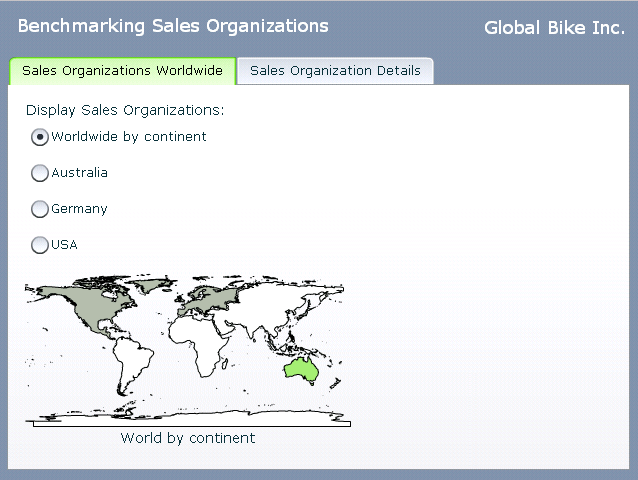 Benchmarking Sales Organizations
Global Bike Inc.
Sales Organizations Worldwide
Sales Organization Details
Display Sales Organizations:
Worldwide by continent
Australia
Germany
USA
World by continent